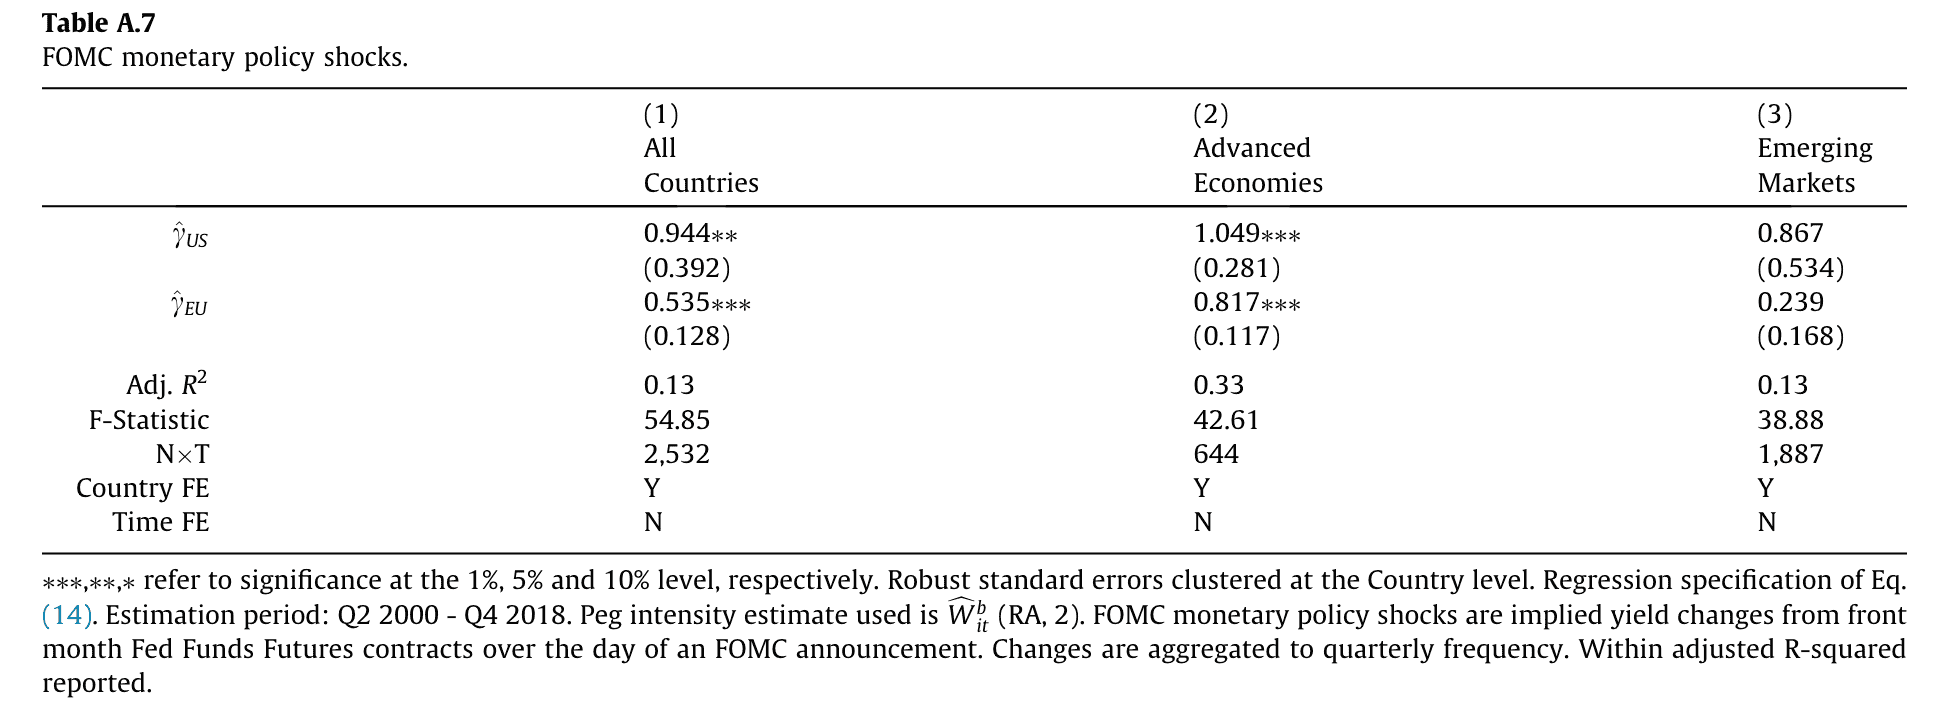 Table A.7
FOMC monetary policy shocks.
(1) (2) (3)
All Advanced Emerging
Countries Economies Markets
γ̂US 0.944∗∗ 1.049∗∗∗ 0.867
(0.392) (0.281) (0.534)
γ̂EU 0.535∗∗∗ 0.817∗∗∗ 0.239
(0.128) (0.117) (0.168)
Adj. R² 0.13 0.33 0.13
F-Statistic 54.85 42.61 38.88
N×T 2,532 644 1,887
Country FE Y Y Y
Time FE N N N
∗∗∗,∗∗,∗ refer to significance at the 1%, 5% and 10% level, respectively. Robust standard errors clustered at the Country level. Regression specification of Eq.
(14). Estimation period: Q2 2000 - Q4 2018. Peg intensity estimate used is Ŵᵇit (RA, 2). FOMC monetary policy shocks are implied yield changes from front
month Fed Funds Futures contracts over the day of an FOMC announcement. Changes are aggregated to quarterly frequency. Within adjusted R-squared
reported.